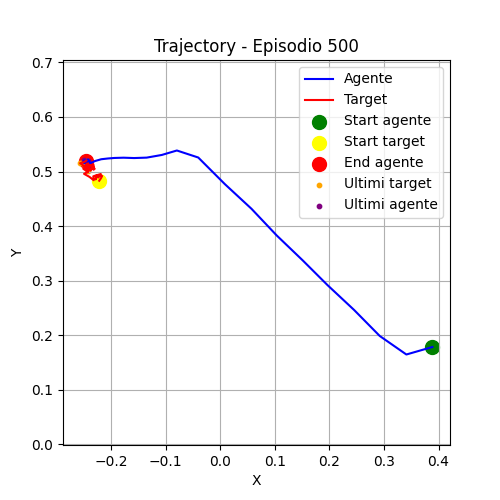 Trajectory - Episodio 500
Agente
Target
Start agente
Start target
End agente
Ultimi target
Ultimi agente
0.7
0.6
0.5
0.4
0.3
0.2
0.1
0.0
Y
−0.2
−0.1
0.0
0.1
0.2
0.3
0.4
X